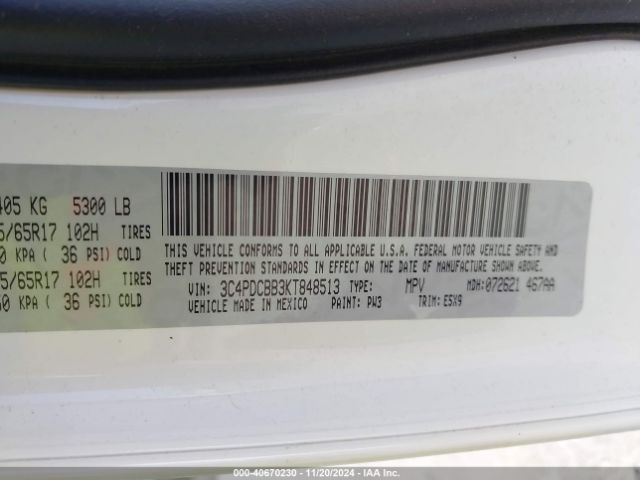 405 KG 5300 LB
5/65R17 102H TIRES
0 KPA ( 36 PSI) COLD
5/65R17 102H TIRES
50 KPA ( 36 PSI) COLD
THIS VEHICLE CONFORMS TO ALL APPLICABLE U.S.A. FEDERAL MOTOR VEHICLE SAFETY AND
THEFT PREVENTION STANDARDS IN EFFECT ON THE DATE OF MANUFACTURE SHOWN ABOVE.
VIN: 3C4PDCBB3KT848513 TYPE: MPV MDH: 072621 467AA
VEHICLE MADE IN MEXICO PAINT: PW3 TRIM: E5X9
000-40670230 - 11/20/2024 - IAA Inc.